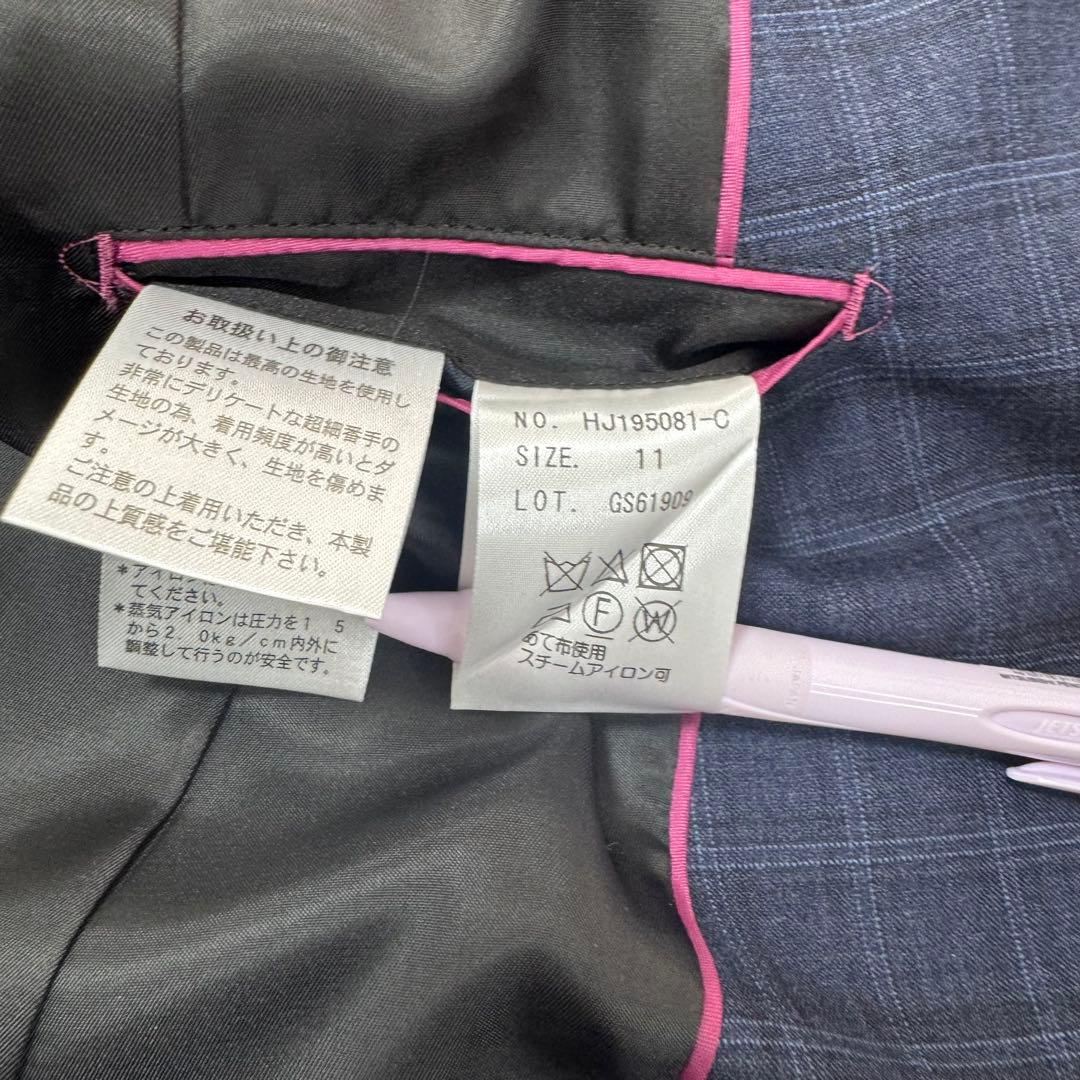 お取扱い上の御注意
この製品は最高の生地を使用し
ております。
非常にデリケートな超細番手の
生地の為、着用頻度が高いとダ
メージが大きく、生地を傷めま
す。
ご注意の上着用いただき、本製
品の上質感をご堪能下さい。
てください。
*蒸気アイロンは圧力を1.5
から2.0kg/cm内外に
調整して行うのが安全です。
NO. HJ195081-C
SIZE. 11
LOT. GS61909
F
W
あて布使用
スチームアイロン可
JETS